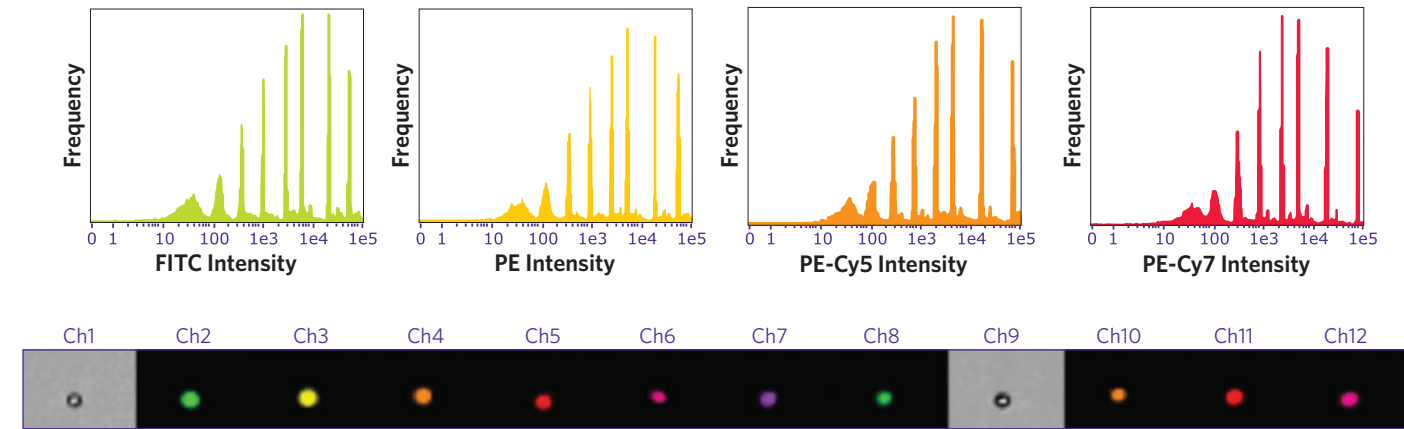 Frequency
0 1 10 100 1e3 1e4 1e5
FITC Intensity
Frequency
0 1 10 100 1e3 1e4 1e5
PE Intensity
Frequency
0 1 10 100 1e3 1e4 1e5
PE-Cy5 Intensity
Frequency
0 1 10 100 1e3 1e4 1e5
PE-Cy7 Intensity
Ch1 Ch2 Ch3 Ch4 Ch5 Ch6 Ch7 Ch8 Ch9 Ch10 Ch11 Ch12